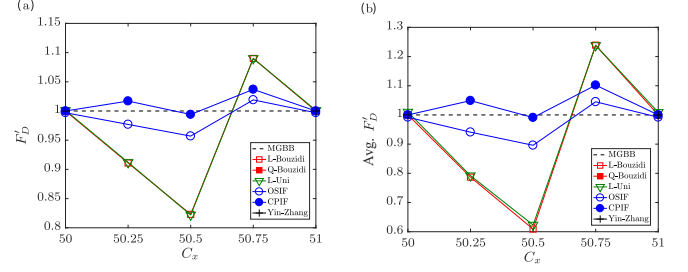 (a)
1.15
1.1
1.05
1
0.95
0.9
0.85
0.8
F′_D
50
50.25
50.5
50.75
51
C_x
MGBB
L-Bouzidi
Q-Bouzidi
L-Uni
OSIF
CPIF
Yin-Zhang
(b)
1.3
1.2
1.1
1
0.9
0.8
0.7
0.6
Avg. F′_D
50
50.25
50.5
50.75
51
C_x
MGBB
L-Bouzidi
Q-Bouzidi
L-Uni
OSIF
CPIF
Yin-Zhang